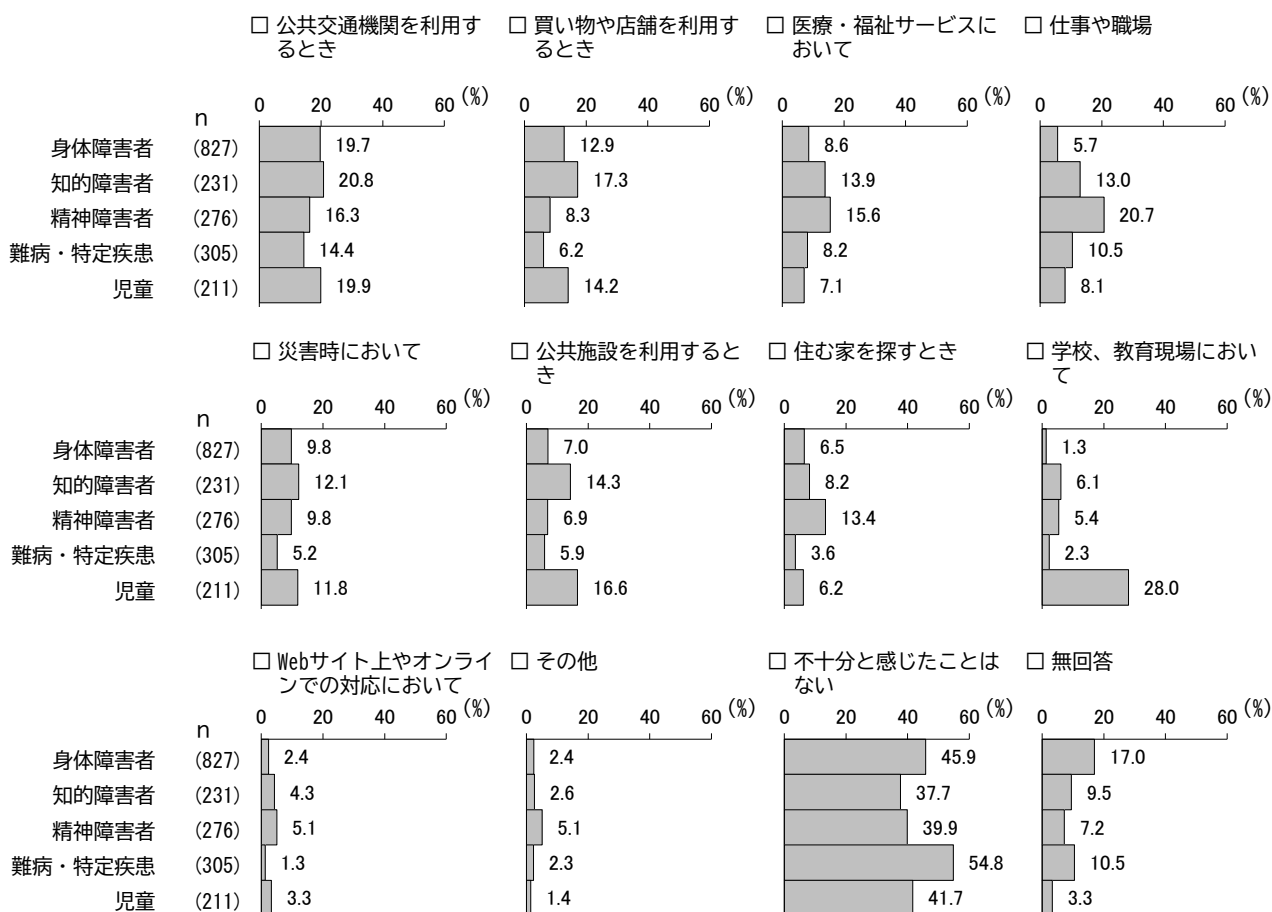 □ 公共交通機関を利用す □ 買い物や店舗を利用す □ 医療・福祉サービスに □ 仕事や職場
るとき るとき おいて
0 20 40 60 (%) 0 20 40 60 (%) 0 20 40 60 (%) 0 20 40 60 (%)
n
身体障害者 (827) 19.7 12.9 8.6 5.7
知的障害者 (231) 20.8 17.3 13.9 13.0
精神障害者 (276) 16.3 8.3 15.6 20.7
難病・特定疾患 (305) 14.4 6.2 8.2 10.5
児童 (211) 19.9 14.2 7.1 8.1
□ 災害時において □ 公共施設を利用すると □ 住む家を探すとき □ 学校、教育現場におい
き て
0 20 40 60 (%) 0 20 40 60 (%) 0 20 40 60 (%) 0 20 40 60 (%)
n
身体障害者 (827) 9.8 7.0 6.5 1.3
知的障害者 (231) 12.1 14.3 8.2 6.1
精神障害者 (276) 9.8 6.9 13.4 5.4
難病・特定疾患 (305) 5.2 5.9 3.6 2.3
児童 (211) 11.8 16.6 6.2 28.0
□ Webサイト上やオンライ □ その他 □ 不十分と感じたことは □ 無回答
ンでの対応において ない
0 20 40 60 (%) 0 20 40 60 (%) 0 20 40 60 (%) 0 20 40 60 (%)
n
身体障害者 (827) 2.4 2.4 45.9 17.0
知的障害者 (231) 4.3 2.6 37.7 9.5
精神障害者 (276) 5.1 5.1 39.9 7.2
難病・特定疾患 (305) 1.3 2.3 54.8 10.5
児童 (211) 3.3 1.4 41.7 3.3